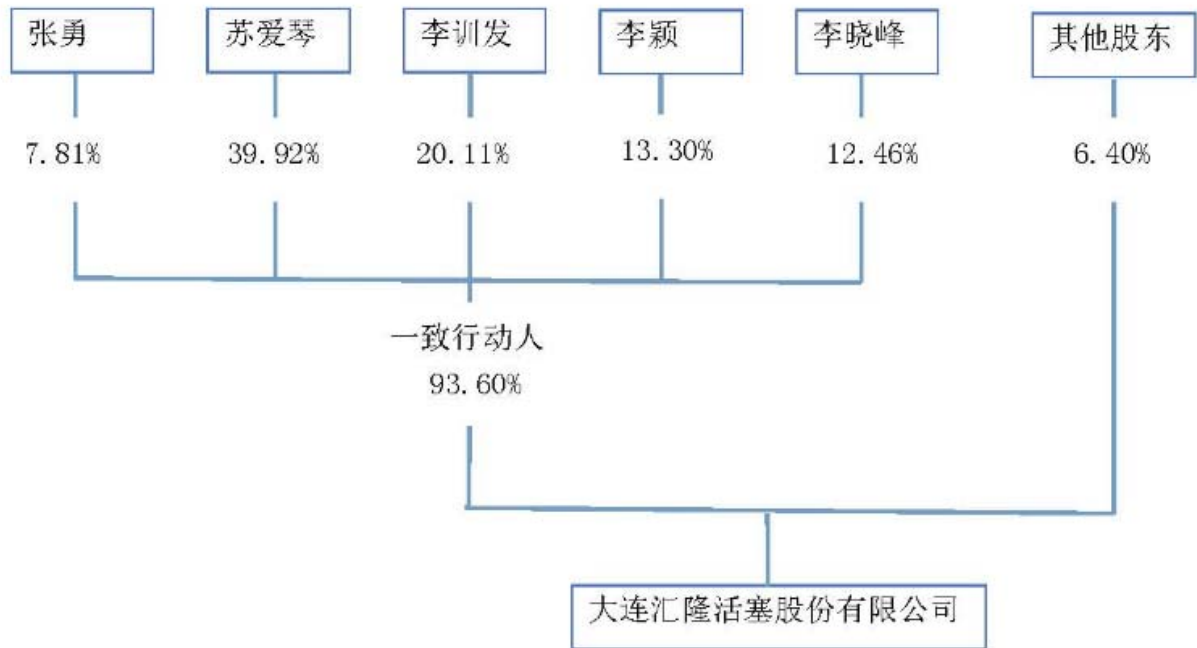 张勇
苏爱琴
李训发
李颖
李晓峰
其他股东
7.81%
39.92%
20.11%
13.30%
12.46%
6.40%
一致行动人
93.60%
大连汇隆活塞股份有限公司